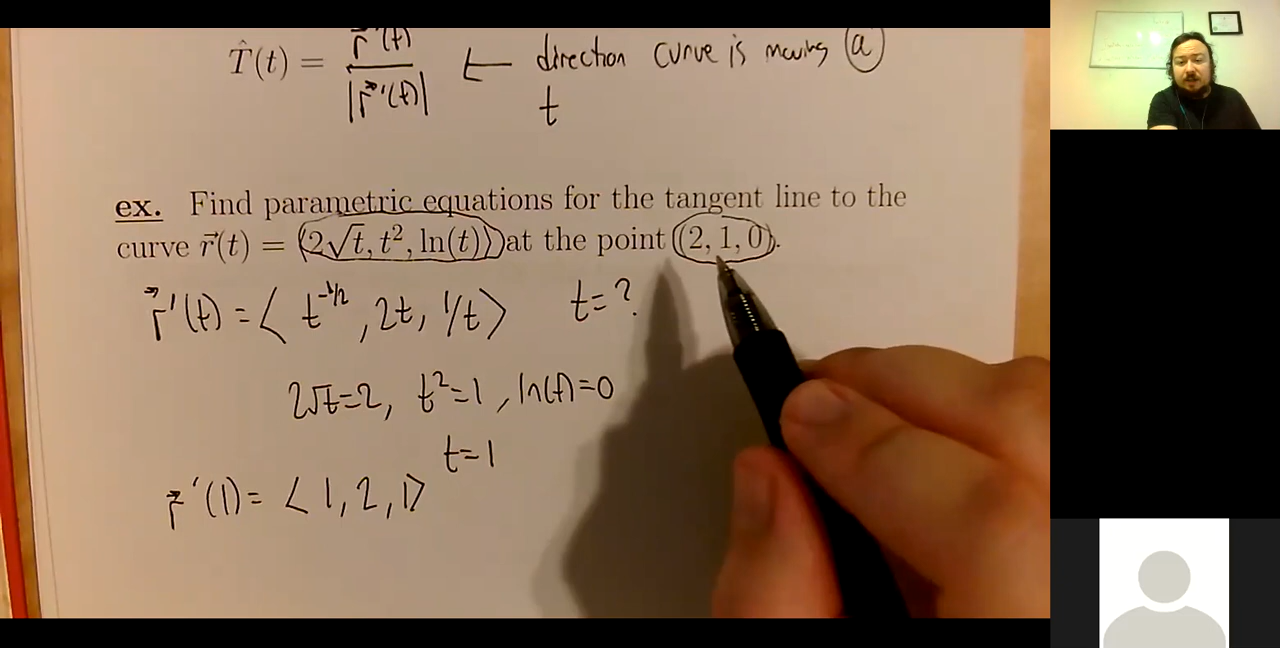 T̂(t) = r⃗'(t) / |r⃗'(t)| ← direction curve is moving @
t
ex. Find parametric equations for the tangent line to the
curve r⃗(t) = ⟨2√t, t², ln(t)⟩ at the point (2, 1, 0).
r⃗'(t) = ⟨ t^{-1/2}, 2t, 1/t ⟩ t = ?
2√t = 2, t² = 1, ln(t) = 0
t = 1
r⃗'(1) = ⟨ 1, 2, 1 ⟩